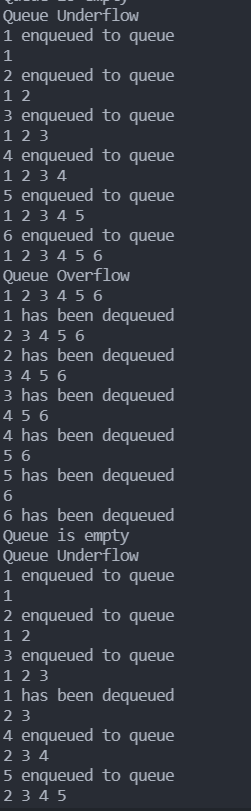 Queue is empty
Queue Underflow
1 enqueued to queue
1
2 enqueued to queue
1 2
3 enqueued to queue
1 2 3
4 enqueued to queue
1 2 3 4
5 enqueued to queue
1 2 3 4 5
6 enqueued to queue
1 2 3 4 5 6
Queue Overflow
1 2 3 4 5 6
1 has been dequeued
2 3 4 5 6
2 has been dequeued
3 4 5 6
3 has been dequeued
4 5 6
4 has been dequeued
5 6
5 has been dequeued
6
6 has been dequeued
Queue is empty
Queue Underflow
1 enqueued to queue
1
2 enqueued to queue
1 2
3 enqueued to queue
1 2 3
1 has been dequeued
2 3
4 enqueued to queue
2 3 4
5 enqueued to queue
2 3 4 5